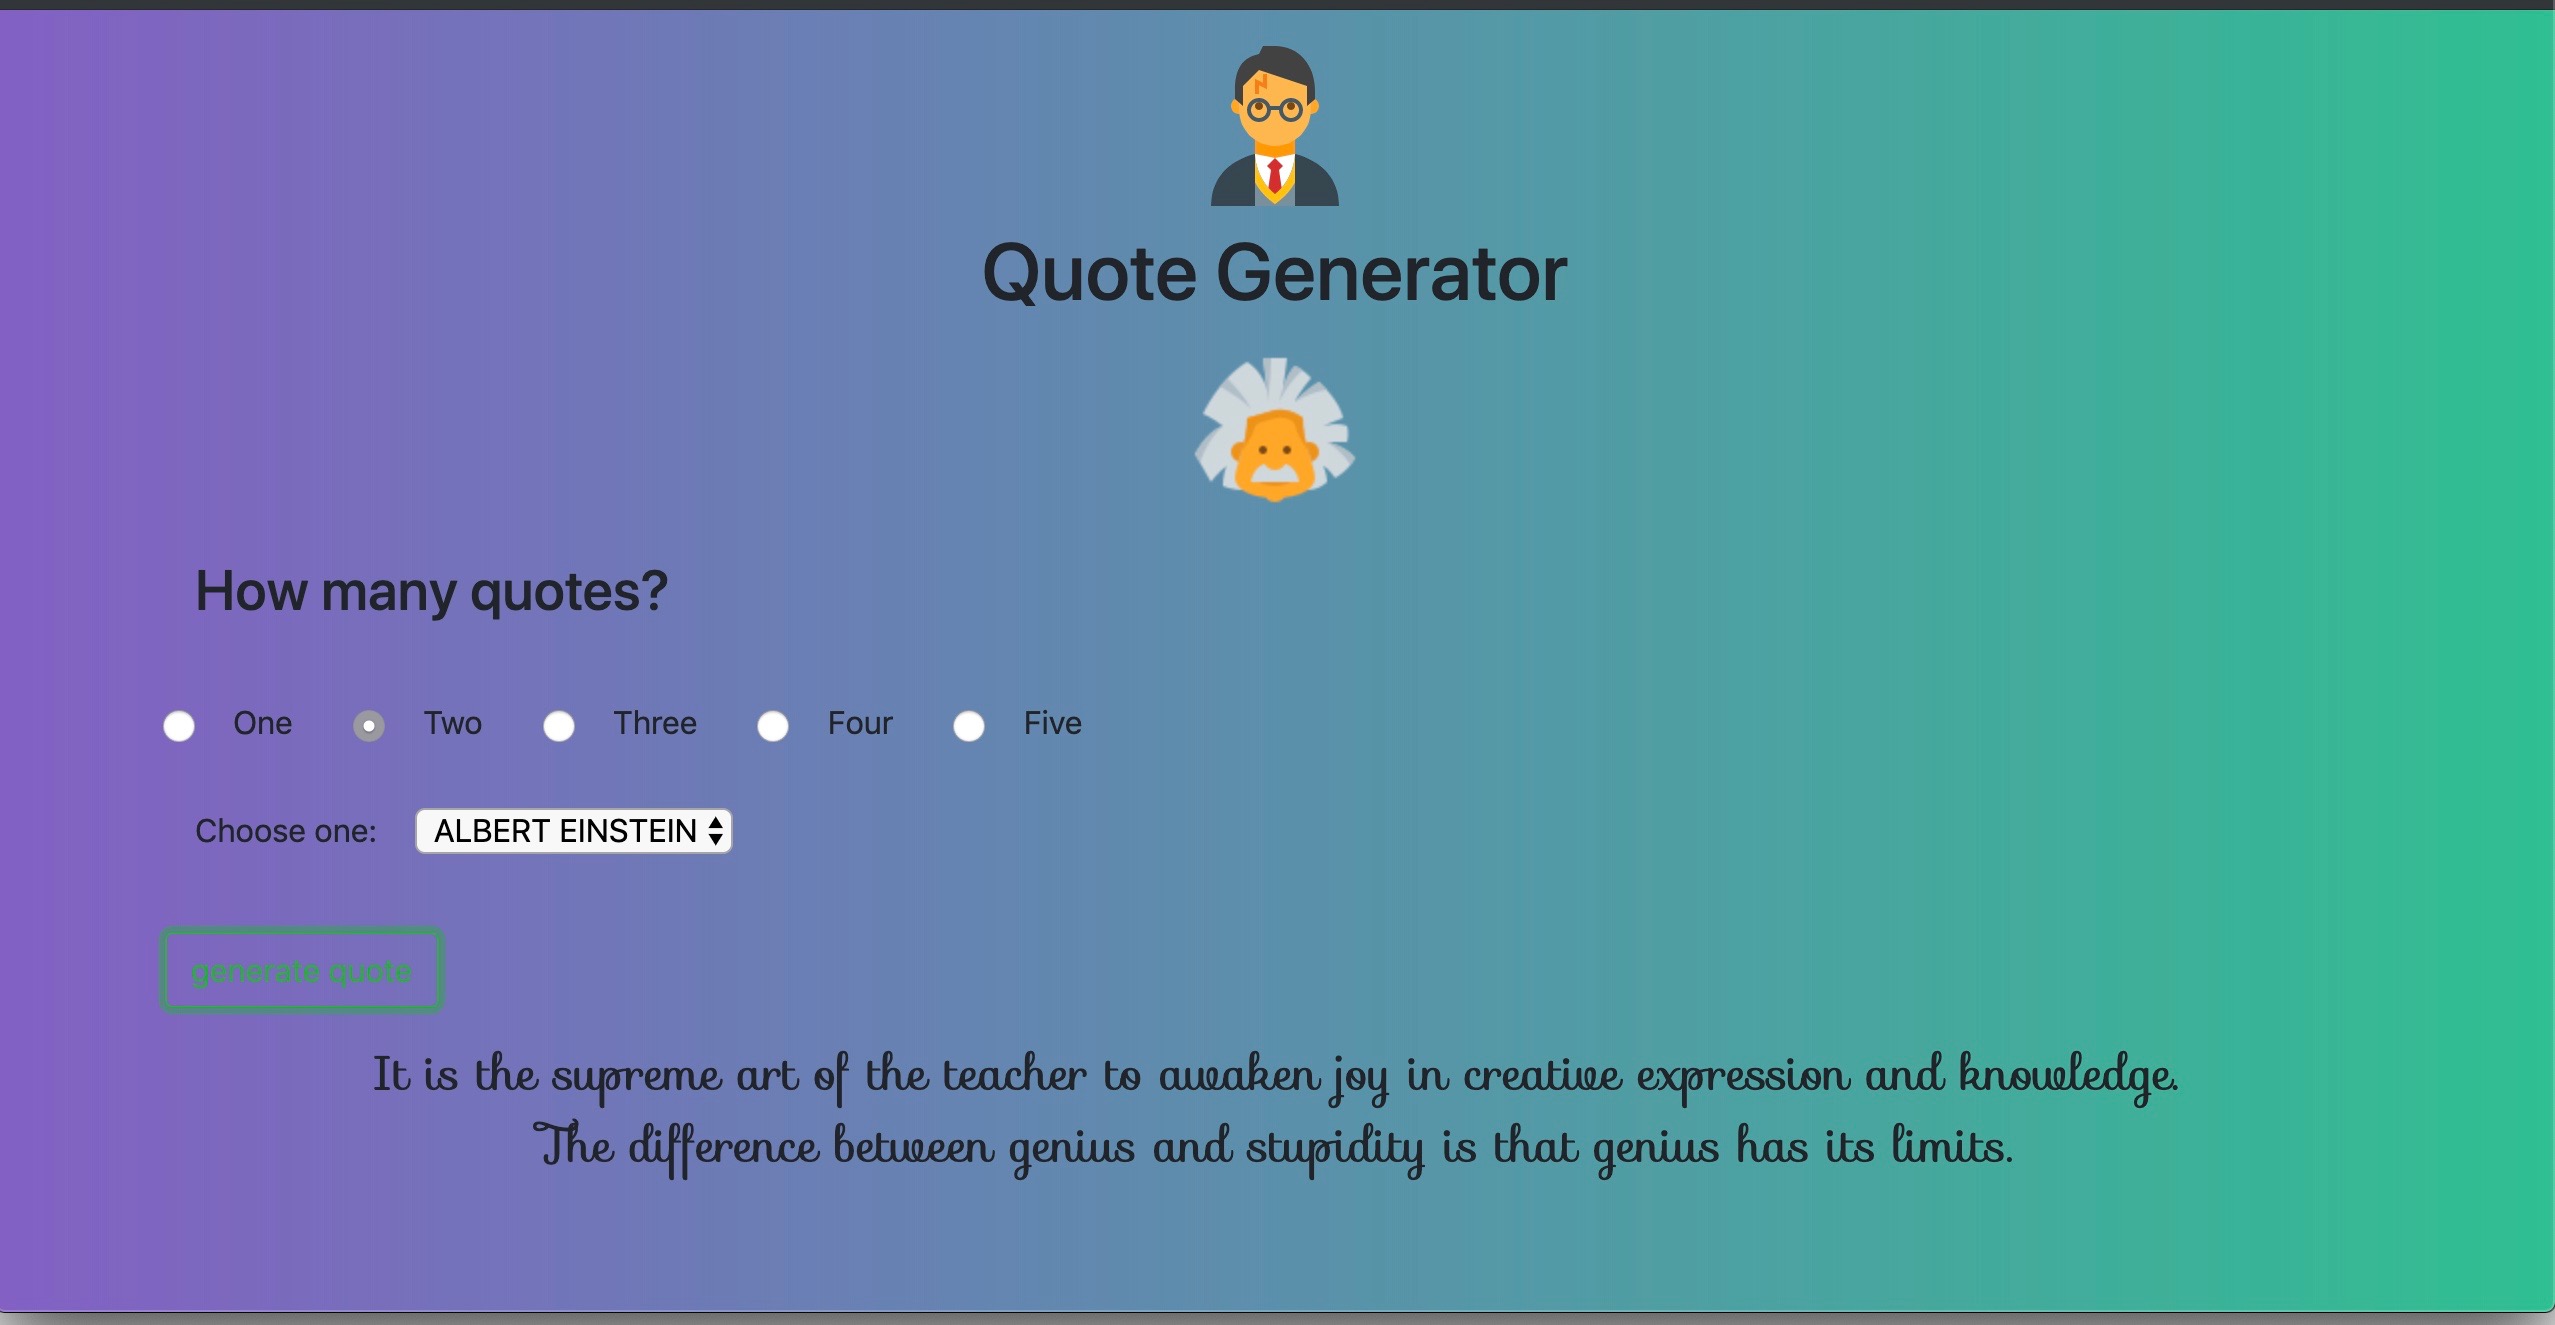 Quote Generator
How many quotes?
One Two Three Four Five
Choose one: ALBERT EINSTEIN
generate quote
It is the supreme art of the teacher to awaken joy in creative expression and knowledge.
The difference between genius and stupidity is that genius has its limits.